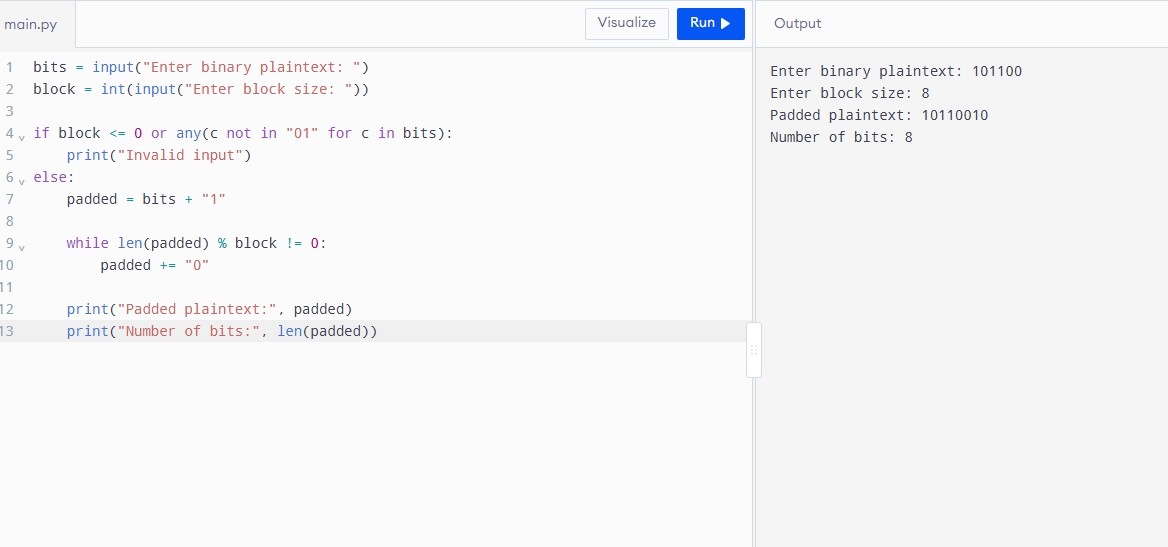 main.py
Visualize
Run
Output
1 bits = input("Enter binary plaintext: ")
2 block = int(input("Enter block size: "))
3
4 if block <= 0 or any(c not in "01" for c in bits):
5     print("Invalid input")
6 else:
7     padded = bits + "1"
8
9     while len(padded) % block != 0:
10         padded += "0"
11
12     print("Padded plaintext:", padded)
13     print("Number of bits:", len(padded))
Enter binary plaintext: 101100
Enter block size: 8
Padded plaintext: 10110010
Number of bits: 8